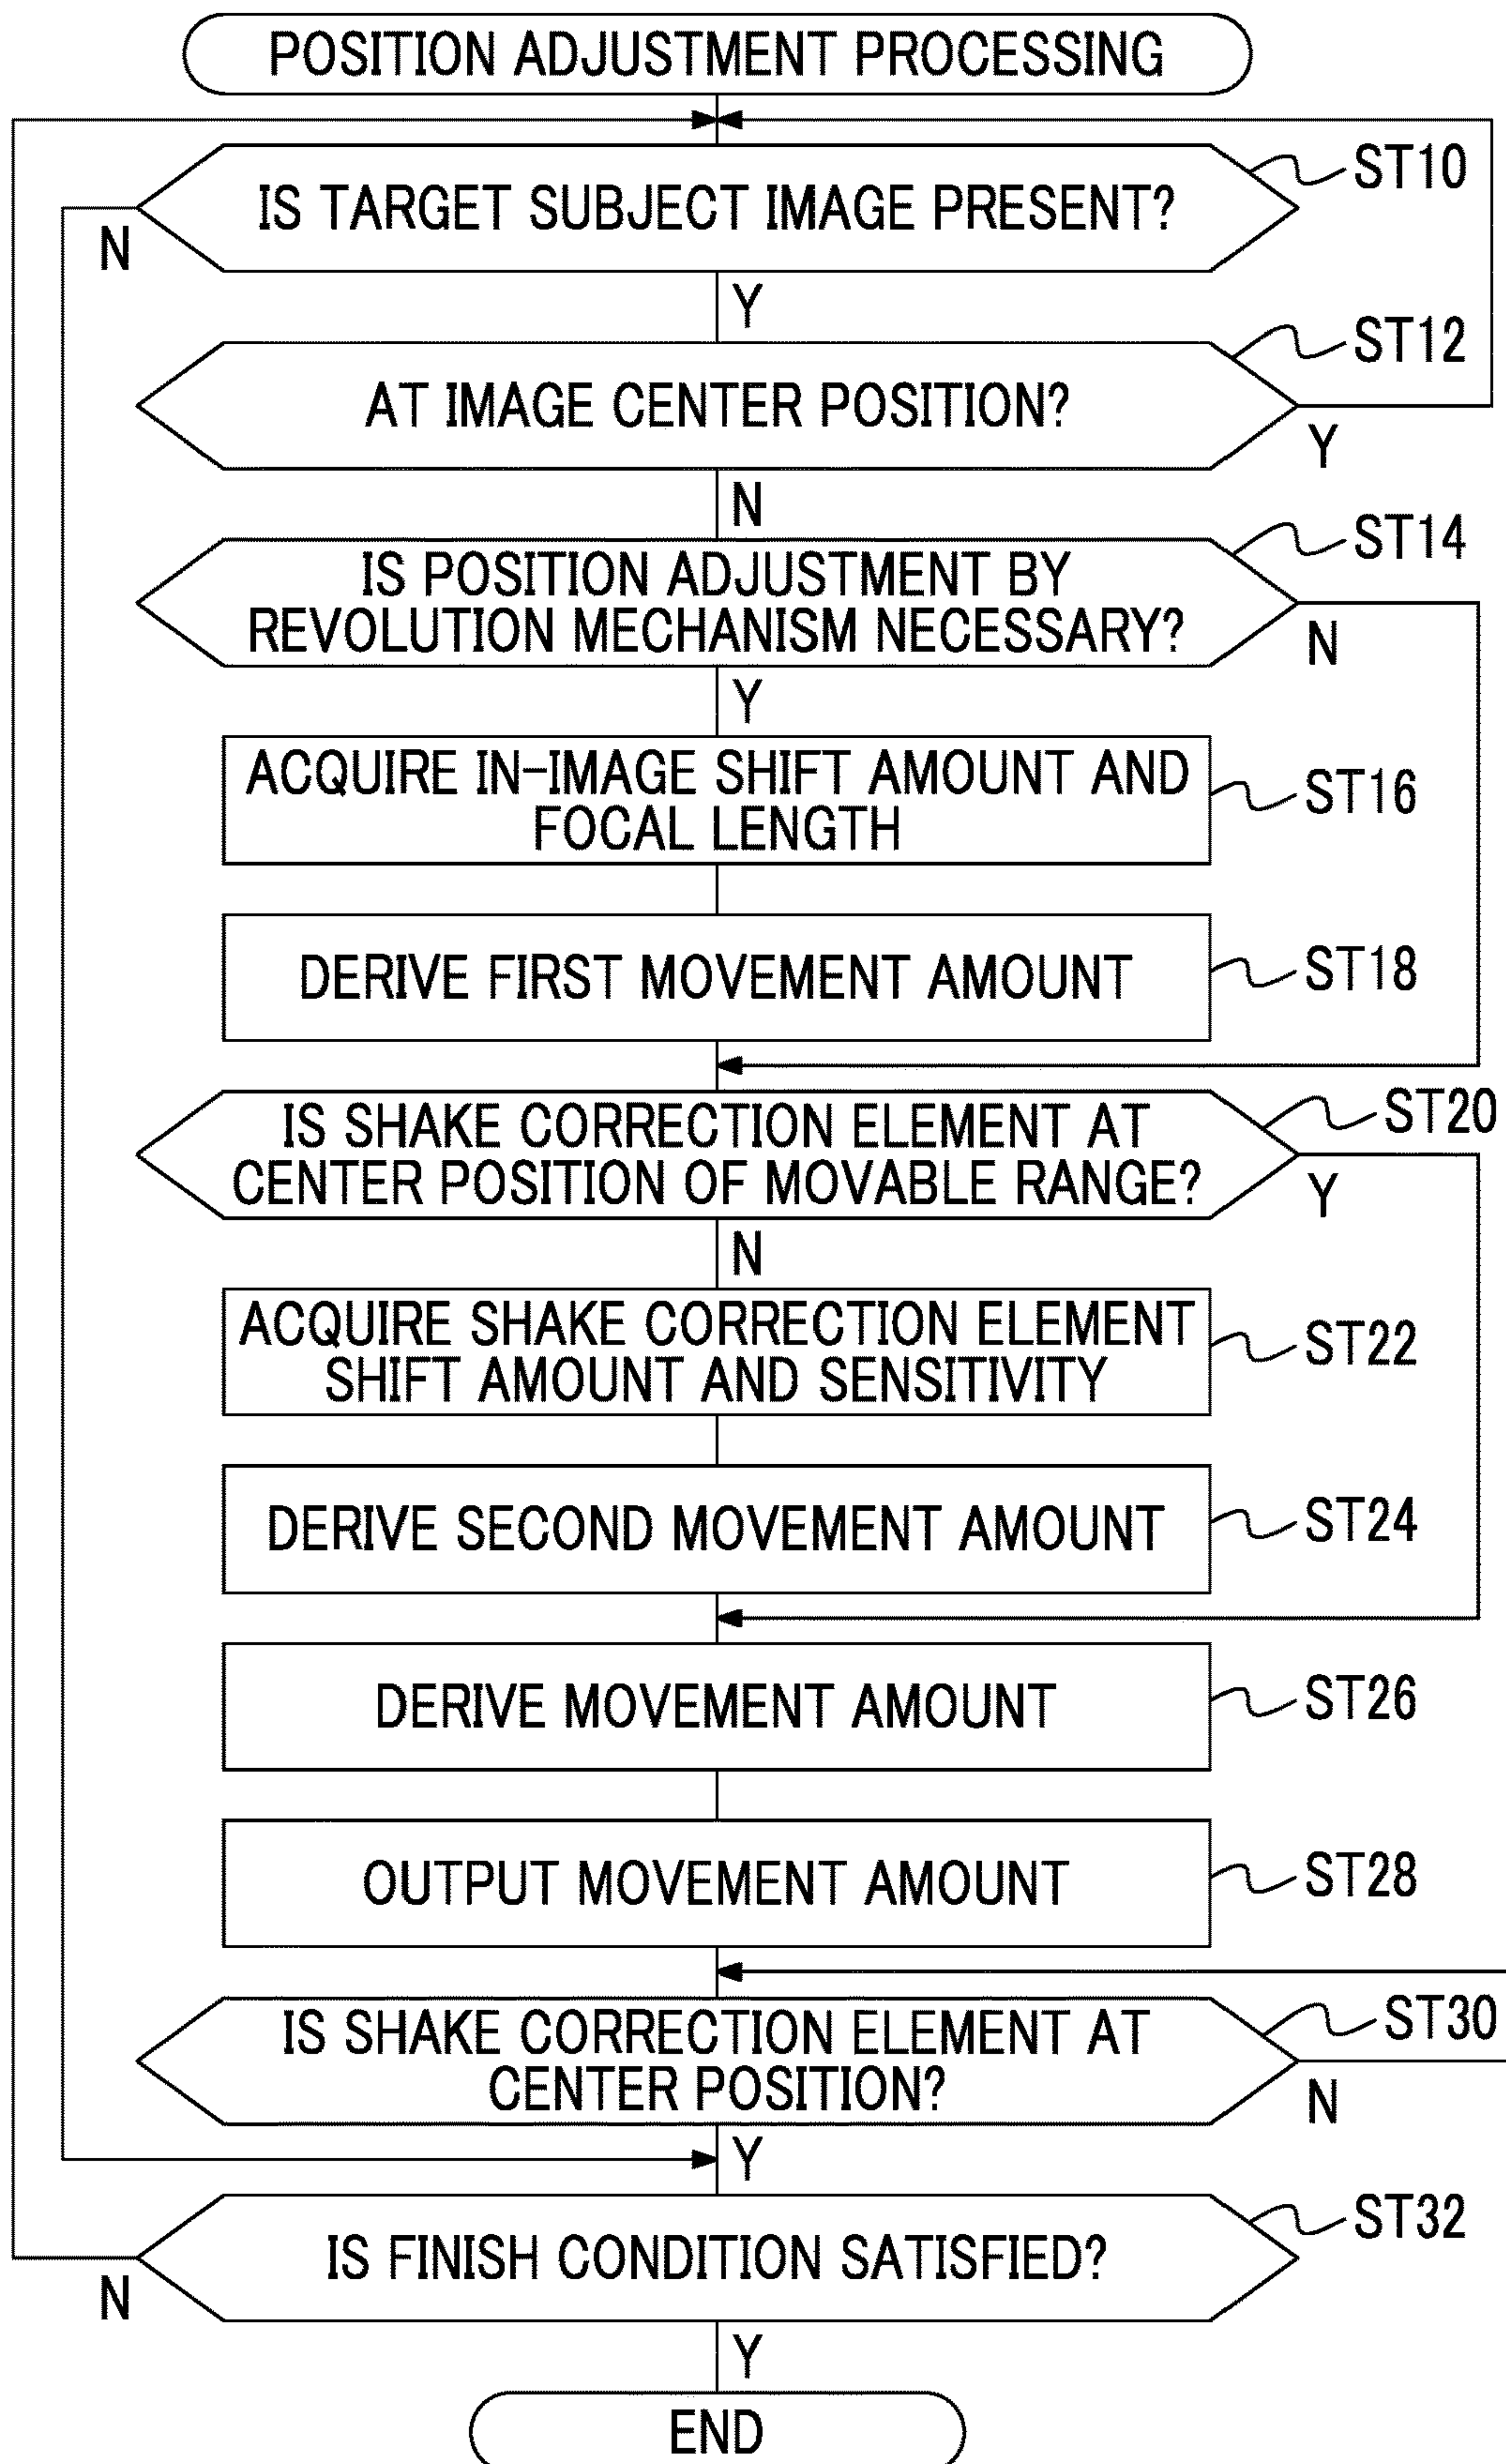 POSITION ADJUSTMENT PROCESSING
IS TARGET SUBJECT IMAGE PRESENT?
ST10
N
Y
AT IMAGE CENTER POSITION?
ST12
Y
N
IS POSITION ADJUSTMENT BY
REVOLUTION MECHANISM NECESSARY?
ST14
N
Y
ACQUIRE IN-IMAGE SHIFT AMOUNT AND
FOCAL LENGTH
ST16
DERIVE FIRST MOVEMENT AMOUNT
ST18
IS SHAKE CORRECTION ELEMENT AT
CENTER POSITION OF MOVABLE RANGE?
ST20
Y
N
ACQUIRE SHAKE CORRECTION ELEMENT
SHIFT AMOUNT AND SENSITIVITY
ST22
DERIVE SECOND MOVEMENT AMOUNT
ST24
DERIVE MOVEMENT AMOUNT
ST26
OUTPUT MOVEMENT AMOUNT
ST28
IS SHAKE CORRECTION ELEMENT AT
CENTER POSITION?
ST30
N
Y
IS FINISH CONDITION SATISFIED?
ST32
N
Y
END